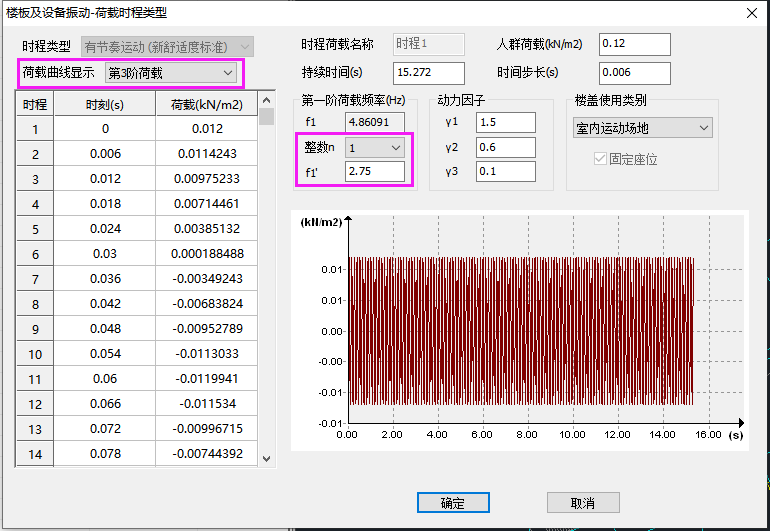 楼板及设备振动-荷载时程类型
时程类型 有节奏运动 (新舒适度标准)
荷载曲线显示 第3阶荷载
时程 时刻(s) 荷载(kN/m2)
1 0 0.012
2 0.006 0.0114243
3 0.012 0.00975233
4 0.018 0.00714461
5 0.024 0.00385132
6 0.03 0.000188488
7 0.036 -0.00349243
8 0.042 -0.00683824
9 0.048 -0.00952789
10 0.054 -0.0113033
11 0.06 -0.0119941
12 0.066 -0.011534
13 0.072 -0.00996715
14 0.078 -0.00744392
时程荷载名称 时程1 人群荷载(kN/m2) 0.12
持续时间(s) 15.272 时间步长(s) 0.006
第一阶荷载频率(Hz)
f1 4.86091
整数n 1
f1' 2.75
动力因子
γ1 1.5
γ2 0.6
γ3 0.1
楼盖使用类别
室内运动场地
固定座位
(kN/m2)
0.01
0.01
0.00
-0.00
-0.01
-0.01
0.00 2.00 4.00 6.00 8.00 10.00 12.00 14.00 16.00 (s)
确定 取消